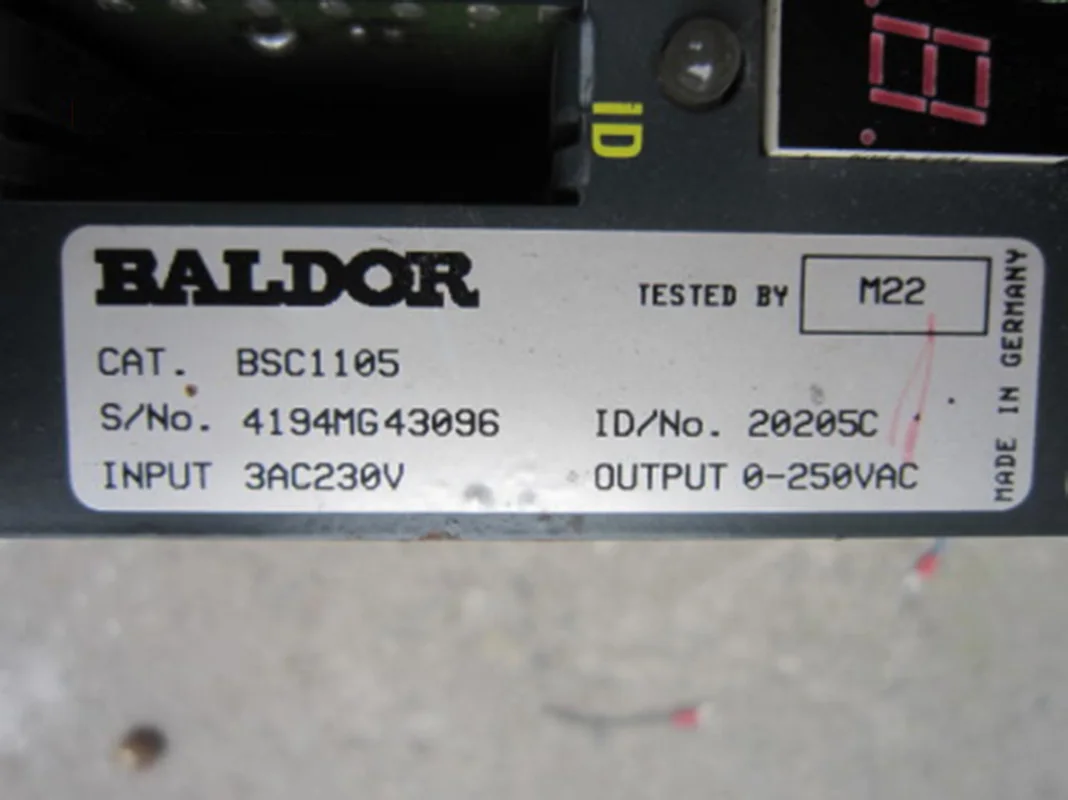 ID
BALDOR
TESTED BY M22
CAT. BSC1105
S/No. 4194MG43096 ID/No. 20205C
INPUT 3AC230V OUTPUT 0-250VAC
MADE IN GERMANY